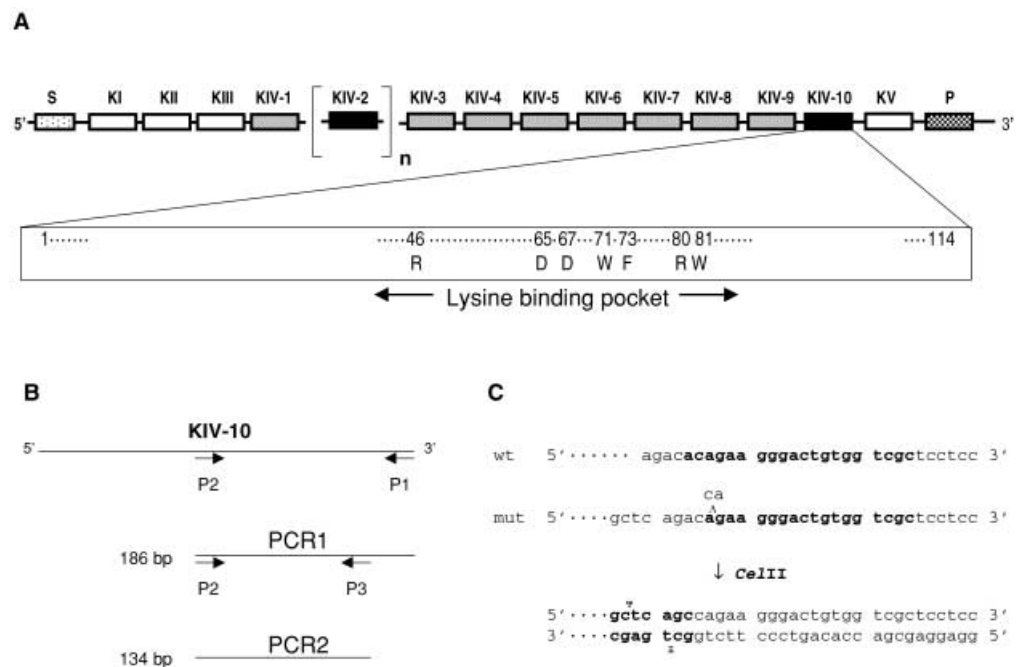 A
S KI KII KIII KIV-1 KIV-2 KIV-3 KIV-4 KIV-5 KIV-6 KIV-7 KIV-8 KIV-9 KIV-10 KV P
5' 3'
n
1······· ·····46·················65·67···71··73······80 81······· ····114
R D D W F R W
Lysine binding pocket
B
KIV-10
5' 3'
P2 P1
PCR1
186 bp
P2 P3
PCR2
134 bp
C
wt 5'······ agacacagaa gggactgtgg tcgctcctcc 3'
ca
^
mut 5'····gctc agacagaa gggactgtgg tcgctcctcc 3'
↓ CelII
5'····gctc agccagaa gggactgtgg tcgctcctcc 3'
3'····cgag tcggtctt ccctgacacc agcgaggagg 5'